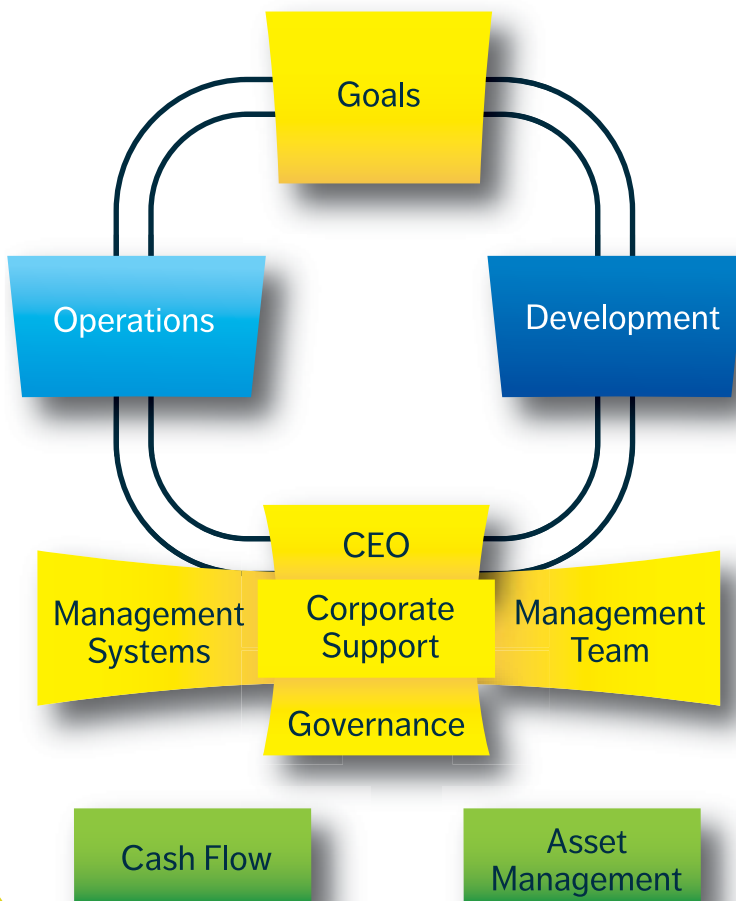 Goals
Operations
Development
CEO
Management
Systems
Corporate
Support
Management
Team
Governance
Cash Flow
Asset
Management